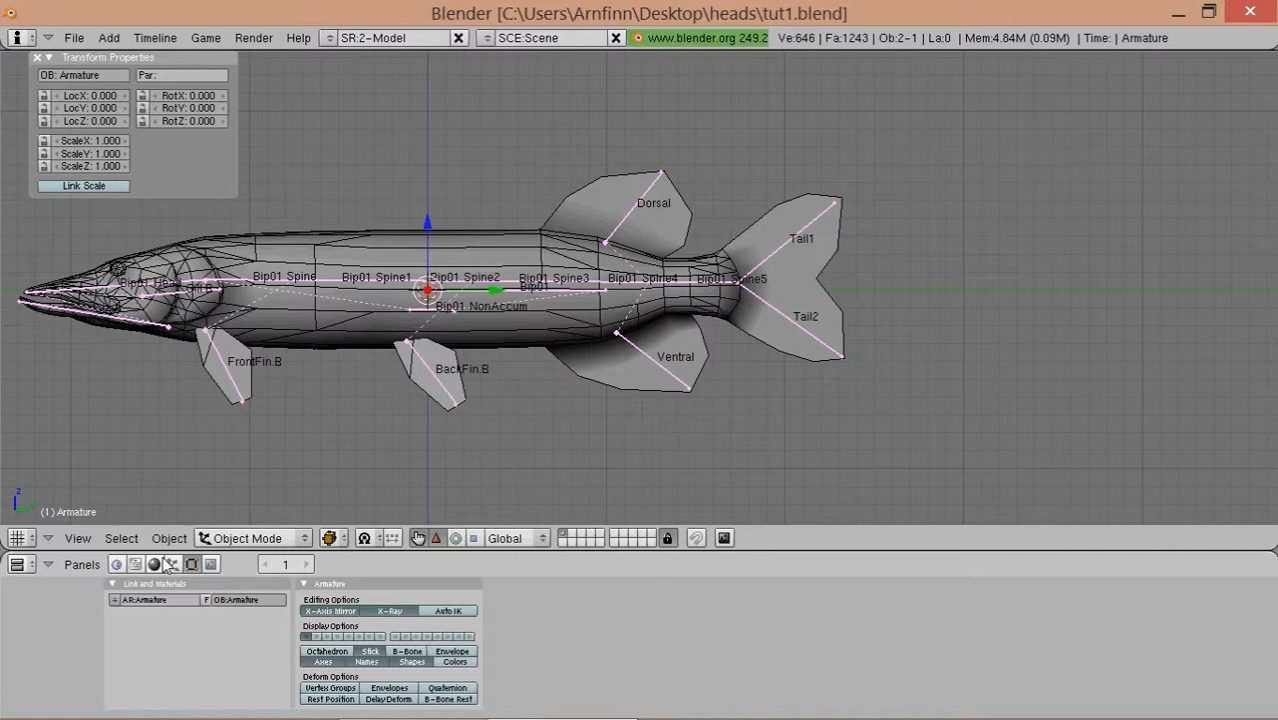 Blender [C:\Users\Arnfinn\Desktop\heads\tut1.blend]
File Add Timeline Game Render Help SR:2-Model SCE:Scene www.blender.org 249.2 Ve:646 | Fa:1243 | Ob:2-1 | La:0 | Mem:4.84M (0.09M) | Time: | Armature
Transform Properties
OB: Armature Par:
LocX: 0.000 RotX: 0.000
LocY: 0.000 RotY: 0.000
LocZ: 0.000 RotZ: 0.000
ScaleX: 1.000
ScaleY: 1.000
ScaleZ: 1.000
Link Scale
Dorsal
Tail1
Bip01 Spine Bip01 Spine1 Bip01 Spine2 Bip01 Spine3 Bip01 Spine4 Bip01 Spine5
Bip01
Bip01 NonAccum
Tail2
FrontFin.B BackFin.B Ventral
z
(1) Armature
View Select Object Object Mode Global
Panels 1
Link and Materials Armature
AR:Armature F OB:Armature
Editing Options
X-Axis Mirror X-Ray Auto IK
Display Options
Octahedron Stick B-Bone Envelope
Axes Names Shapes Colors
Deform Options
Vertex Groups Envelopes Quaternion
Rest Position Delay Deform B-Bone Rest